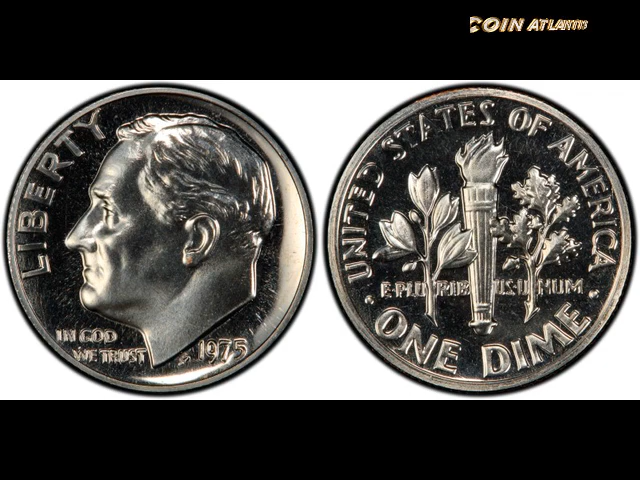 COIN ATLANTIS
LIBERTY
IN GOD
WE TRUST
1975
UNITED STATES OF AMERICA
E·PLURIBUS·UNUM
ONE DIME